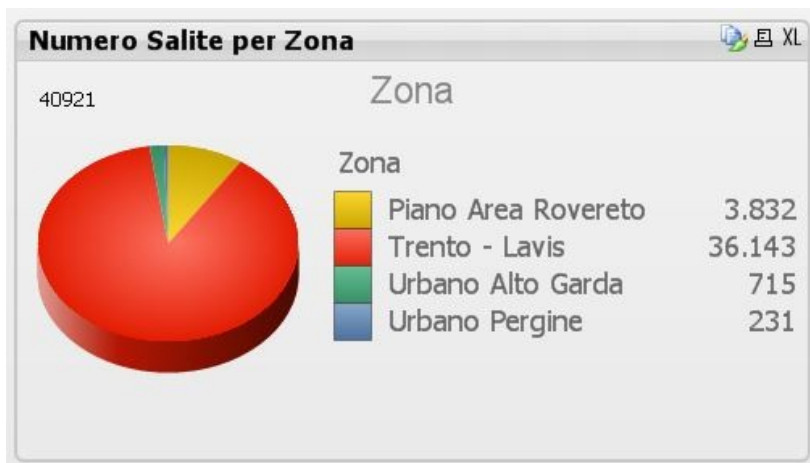 Numero Salite per Zona XL
40921 Zona
Zona
Piano Area Rovereto 3.832
Trento - Lavis 36.143
Urbano Alto Garda 715
Urbano Pergine 231